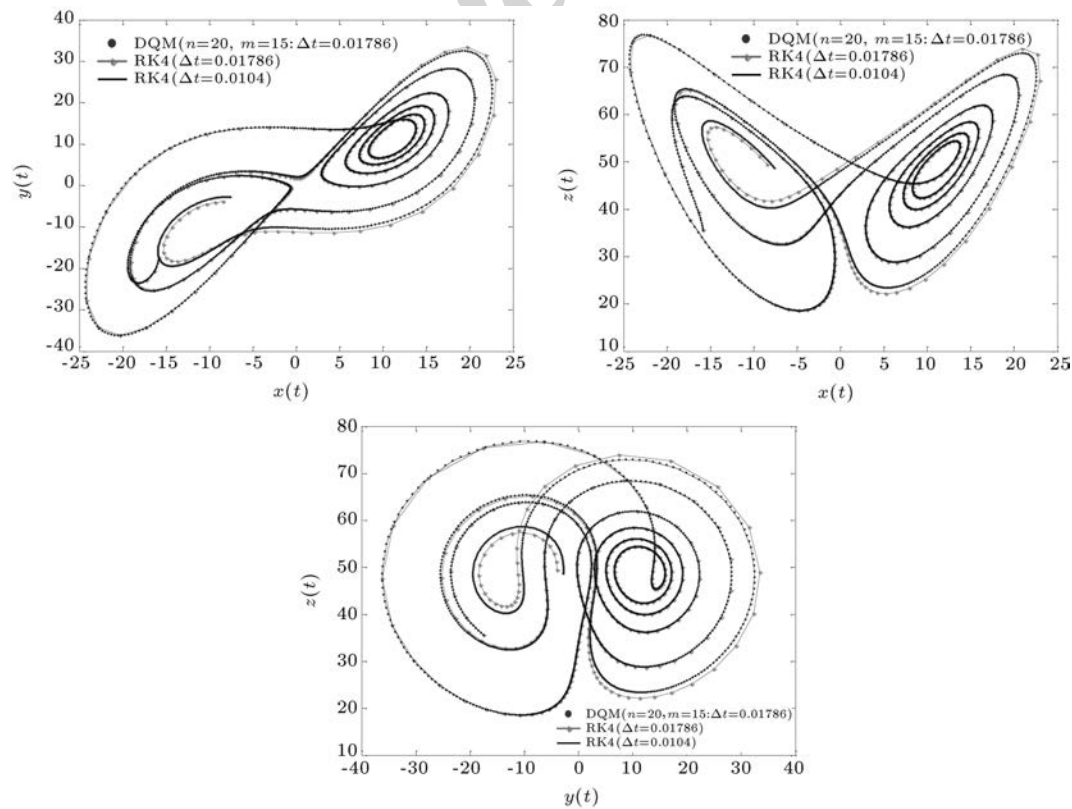 40
30
20
10
0
-10
-20
-30
-40
y(t)
-25 -20 -15 -10 -5 0 5 10 15 20 25
x(t)
DQM(n=20, m=15:Δt=0.01786)
RK4(Δt=0.01786)
RK4(Δt=0.0104)
80
70
60
50
40
30
20
10
z(t)
-25 -20 -15 -10 -5 0 5 10 15 20 25
x(t)
DQM(n=20, m=15:Δt=0.01786)
RK4(Δt=0.01786)
RK4(Δt=0.0104)
80
70
60
50
40
30
20
10
z(t)
-40 -30 -20 -10 0 10 20 30 40
y(t)
DQM(n=20,m=15:Δt=0.01786)
RK4(Δt=0.01786)
RK4(Δt=0.0104)